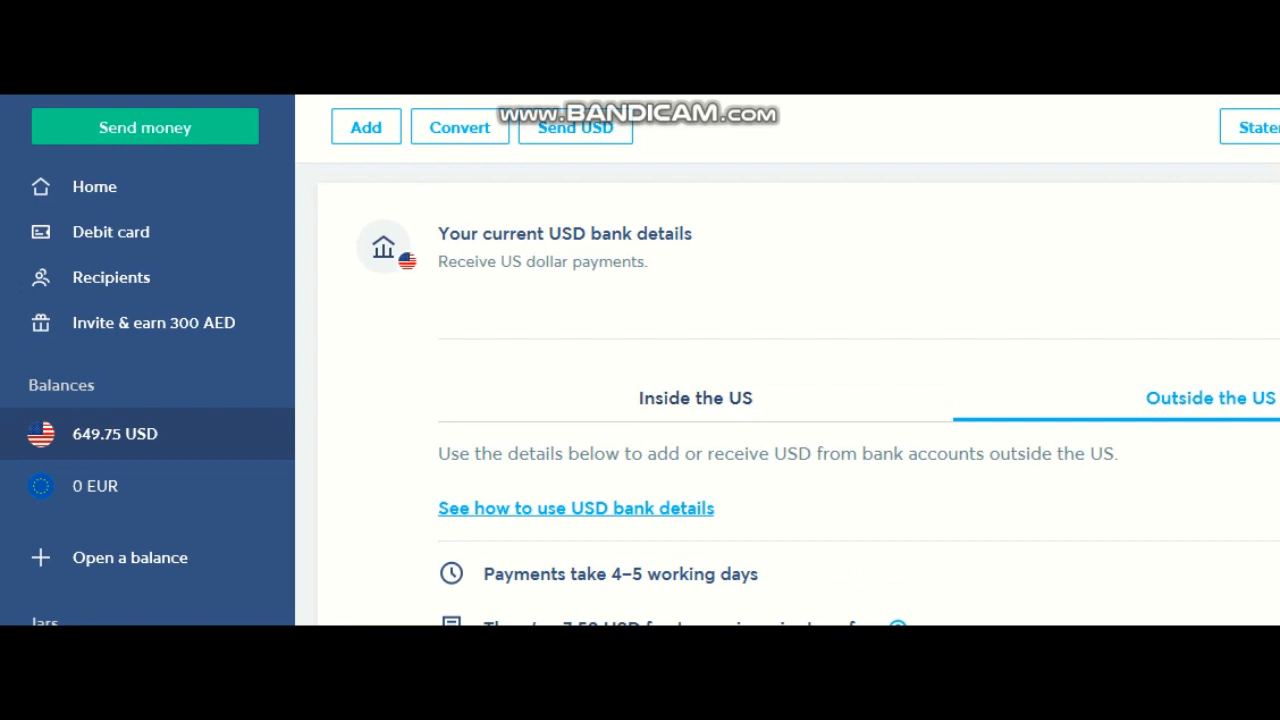 www.BANDICAM.com
Send money
Add
Convert
Send USD
Home
Debit card
Recipients
Invite & earn 300 AED
Balances
649.75 USD
0 EUR
Open a balance
Your current USD bank details
Receive US dollar payments.
Inside the US
Outside the US
Use the details below to add or receive USD from bank accounts outside the US.
See how to use USD bank details
Payments take 4–5 working days